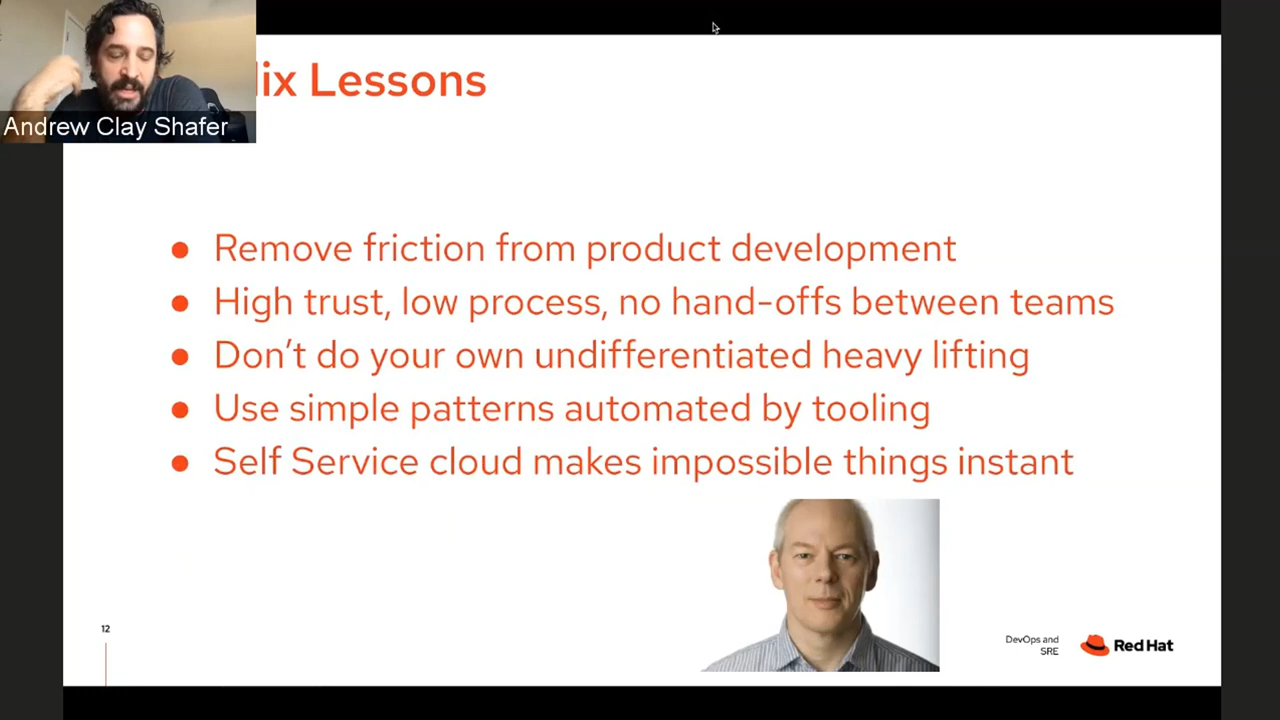 Andrew Clay Shafer
lix Lessons
● Remove friction from product development
● High trust, low process, no hand-offs between teams
● Don't do your own undifferentiated heavy lifting
● Use simple patterns automated by tooling
● Self Service cloud makes impossible things instant
12
DevOps and
SRE
Red Hat